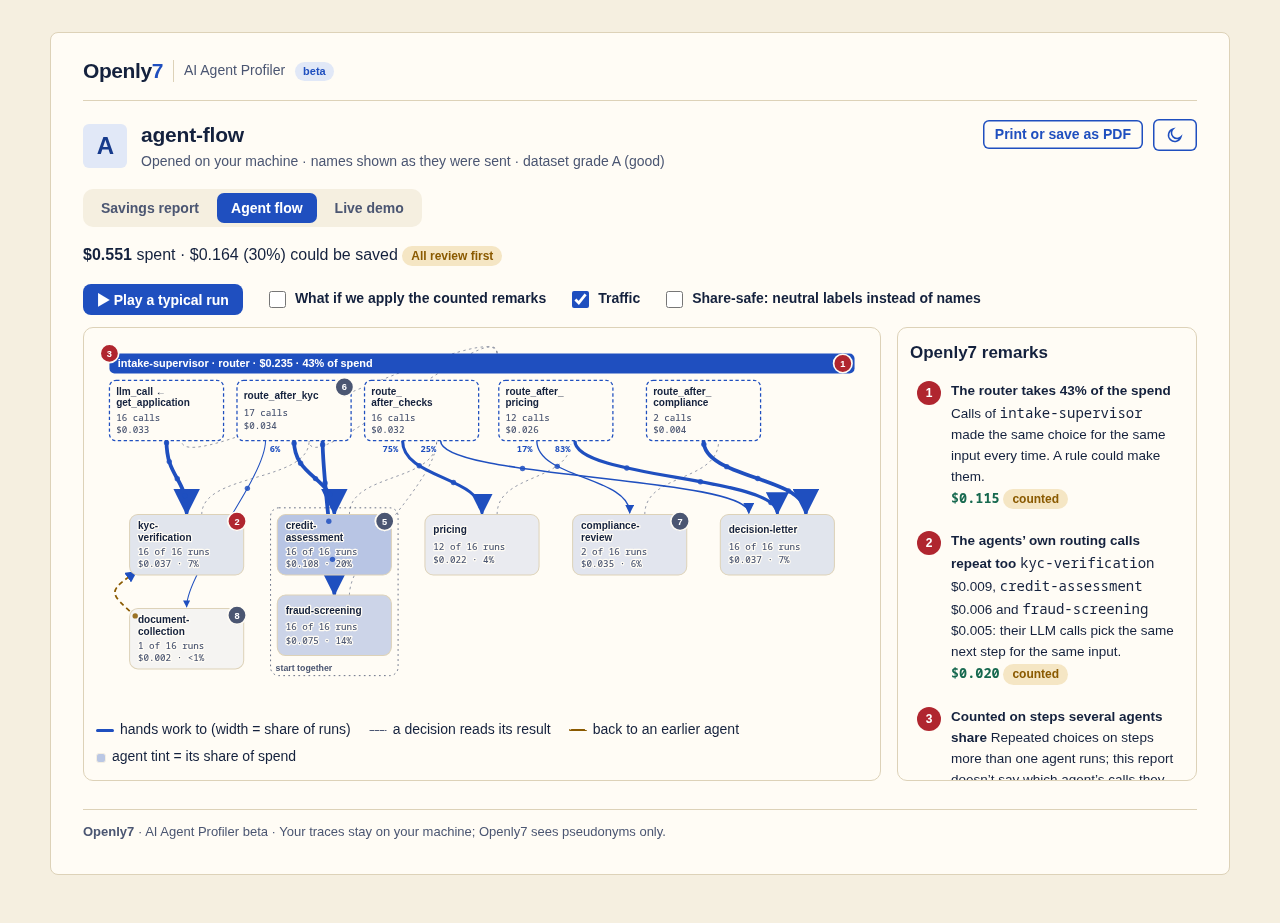 Openly7 AI Agent Profiler beta
A
agent-flow
Opened on your machine · names shown as they were sent · dataset grade A (good)
Print or save as PDF
Savings report Agent flow Live demo
$0.551 spent · $0.164 (30%) could be saved All review first
Play a typical run What if we apply the counted remarks Traffic Share-safe: neutral labels instead of names
3 intake-supervisor · router · $0.235 · 43% of spend 1
llm_call ←
get_application
16 calls
$0.033
route_after_kyc 6
17 calls
$0.034
route_
after_checks
16 calls
$0.032
route_after_
pricing
12 calls
$0.026
route_after_
compliance
2 calls
$0.004
6% 75% 25% 17% 83%
kyc-
verification 2
16 of 16 runs
$0.037 · 7%
credit-
assessment 5
16 of 16 runs
$0.108 · 20%
pricing
12 of 16 runs
$0.022 · 4%
compliance-
review 7
2 of 16 runs
$0.035 · 6%
decision-letter
16 of 16 runs
$0.037 · 7%
document-
collection 8
1 of 16 runs
$0.002 · <1%
fraud-screening
16 of 16 runs
$0.075 · 14%
start together
hands work to (width = share of runs) a decision reads its result back to an earlier agent
agent tint = its share of spend
Openly7 remarks
1 The router takes 43% of the spend
Calls of intake-supervisor
made the same choice for the same
input every time. A rule could make
them.
$0.115 counted
2 The agents’ own routing calls
repeat too kyc-verification
$0.009, credit-assessment
$0.006 and fraud-screening
$0.005: their LLM calls pick the same
next step for the same input.
$0.020 counted
3 Counted on steps several agents
share Repeated choices on steps
more than one agent runs; this report
doesn’t say which agent’s calls they
Openly7 · AI Agent Profiler beta · Your traces stay on your machine; Openly7 sees pseudonyms only.